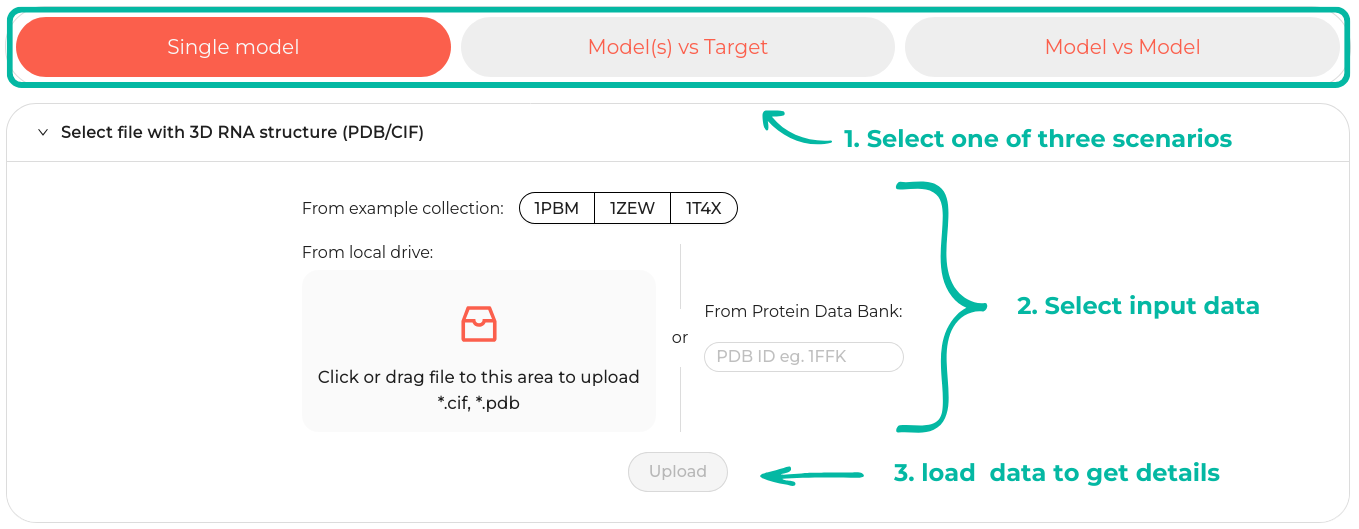 Single model
Model(s) vs Target
Model vs Model
Select file with 3D RNA structure (PDB/CIF)
1. Select one of three scenarios
From example collection:
1PBM
1ZEW
1T4X
From local drive:
Click or drag file to this area to upload
*.cif, *.pdb
or
From Protein Data Bank:
PDB ID eg. 1FFK
2. Select input data
Upload
3. load  data to get details